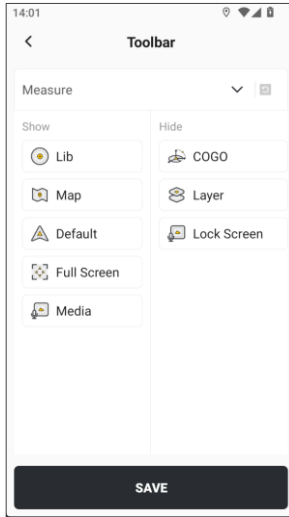 14:01
Toolbar
Measure
Show
Hide
Lib
COGO
Map
Layer
Default
Lock Screen
Full Screen
Media
SAVE